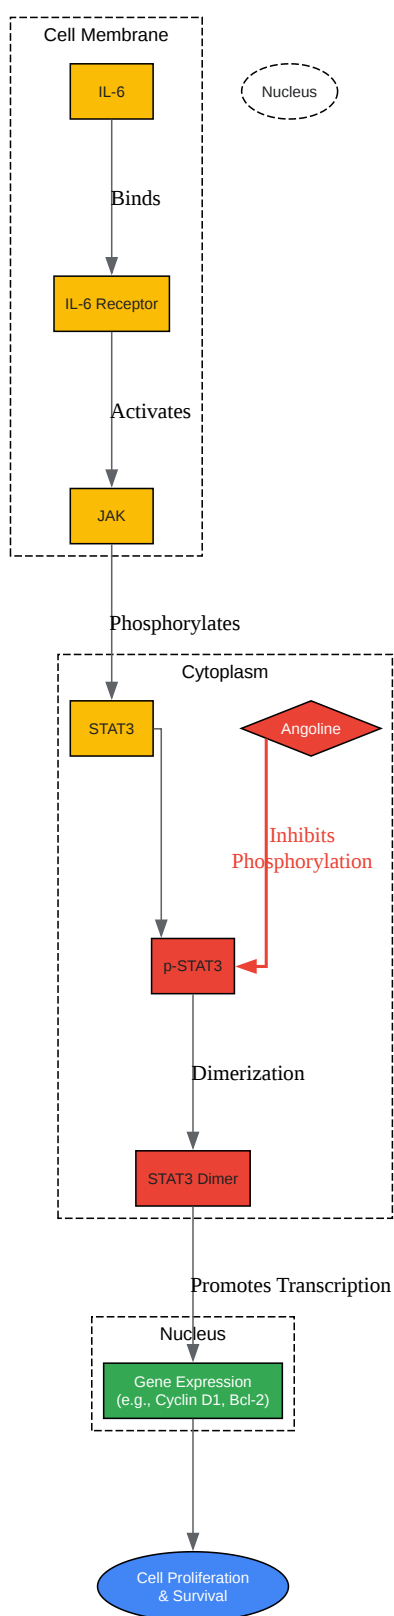 Cell Membrane
IL-6
Nucleus
Binds
IL-6 Receptor
Activates
JAK
Phosphorylates
Cytoplasm
STAT3
Angoline
Inhibits
Phosphorylation
p-STAT3
Dimerization
STAT3 Dimer
Promotes Transcription
Nucleus
Gene Expression
(e.g., Cyclin D1, Bcl-2)
Cell Proliferation
& Survival